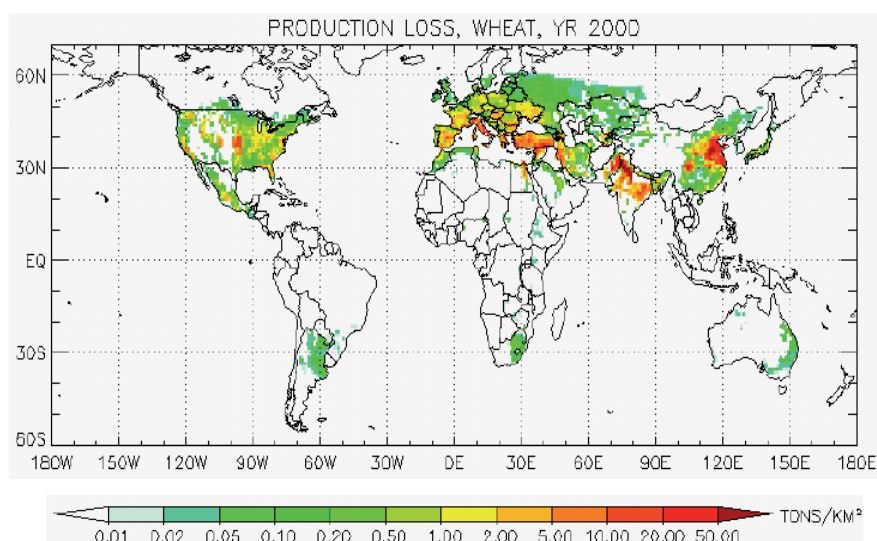 PRODUCTION LOSS, WHEAT, YR 2000
60N
30N
EQ
30S
60S
180W 150W 120W 90W 60W 30W 0E 30E 60E 90E 120E 150E 180E
TONS/KM²
0.01 0.02 0.05 0.10 0.20 0.50 1.00 2.00 5.00 10.00 20.00 50.00